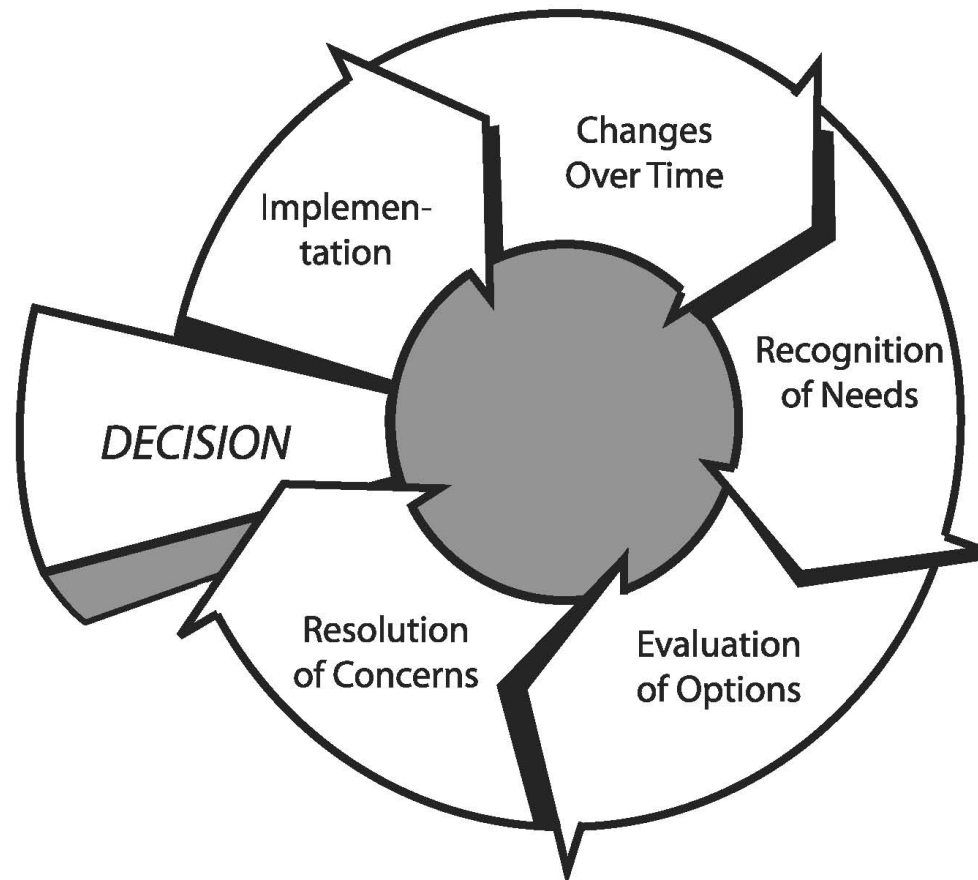 Changes
Over Time
Implemen-
tation
Recognition
of Needs
DECISION
Resolution
of Concerns
Evaluation
of Options